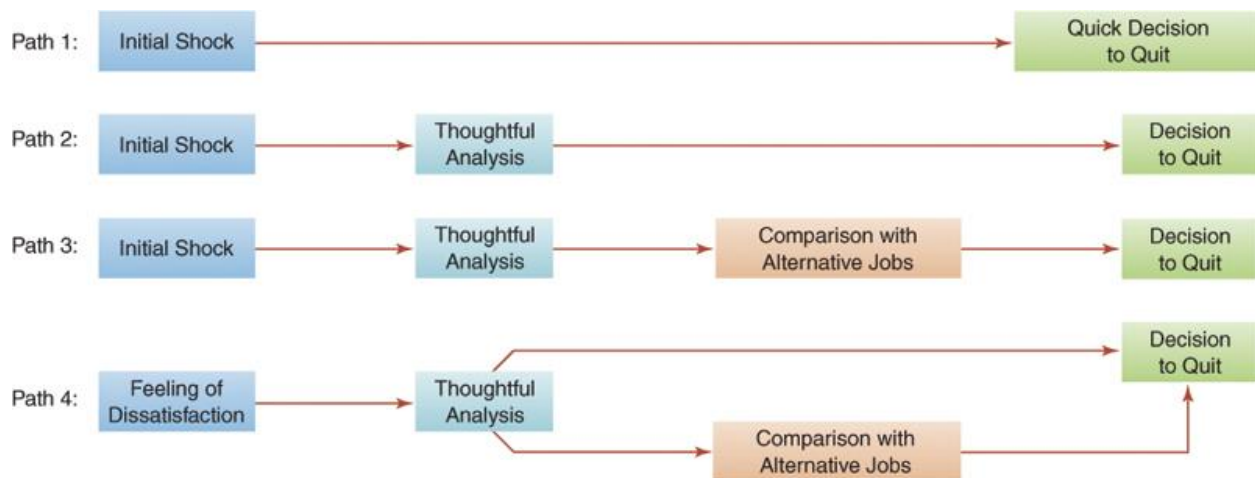 Path 1:
Initial Shock
Quick Decision
to Quit
Path 2:
Initial Shock
Thoughtful
Analysis
Decision
to Quit
Path 3:
Initial Shock
Thoughtful
Analysis
Comparison with
Alternative Jobs
Decision
to Quit
Path 4:
Feeling of
Dissatisfaction
Thoughtful
Analysis
Decision
to Quit
Comparison with
Alternative Jobs